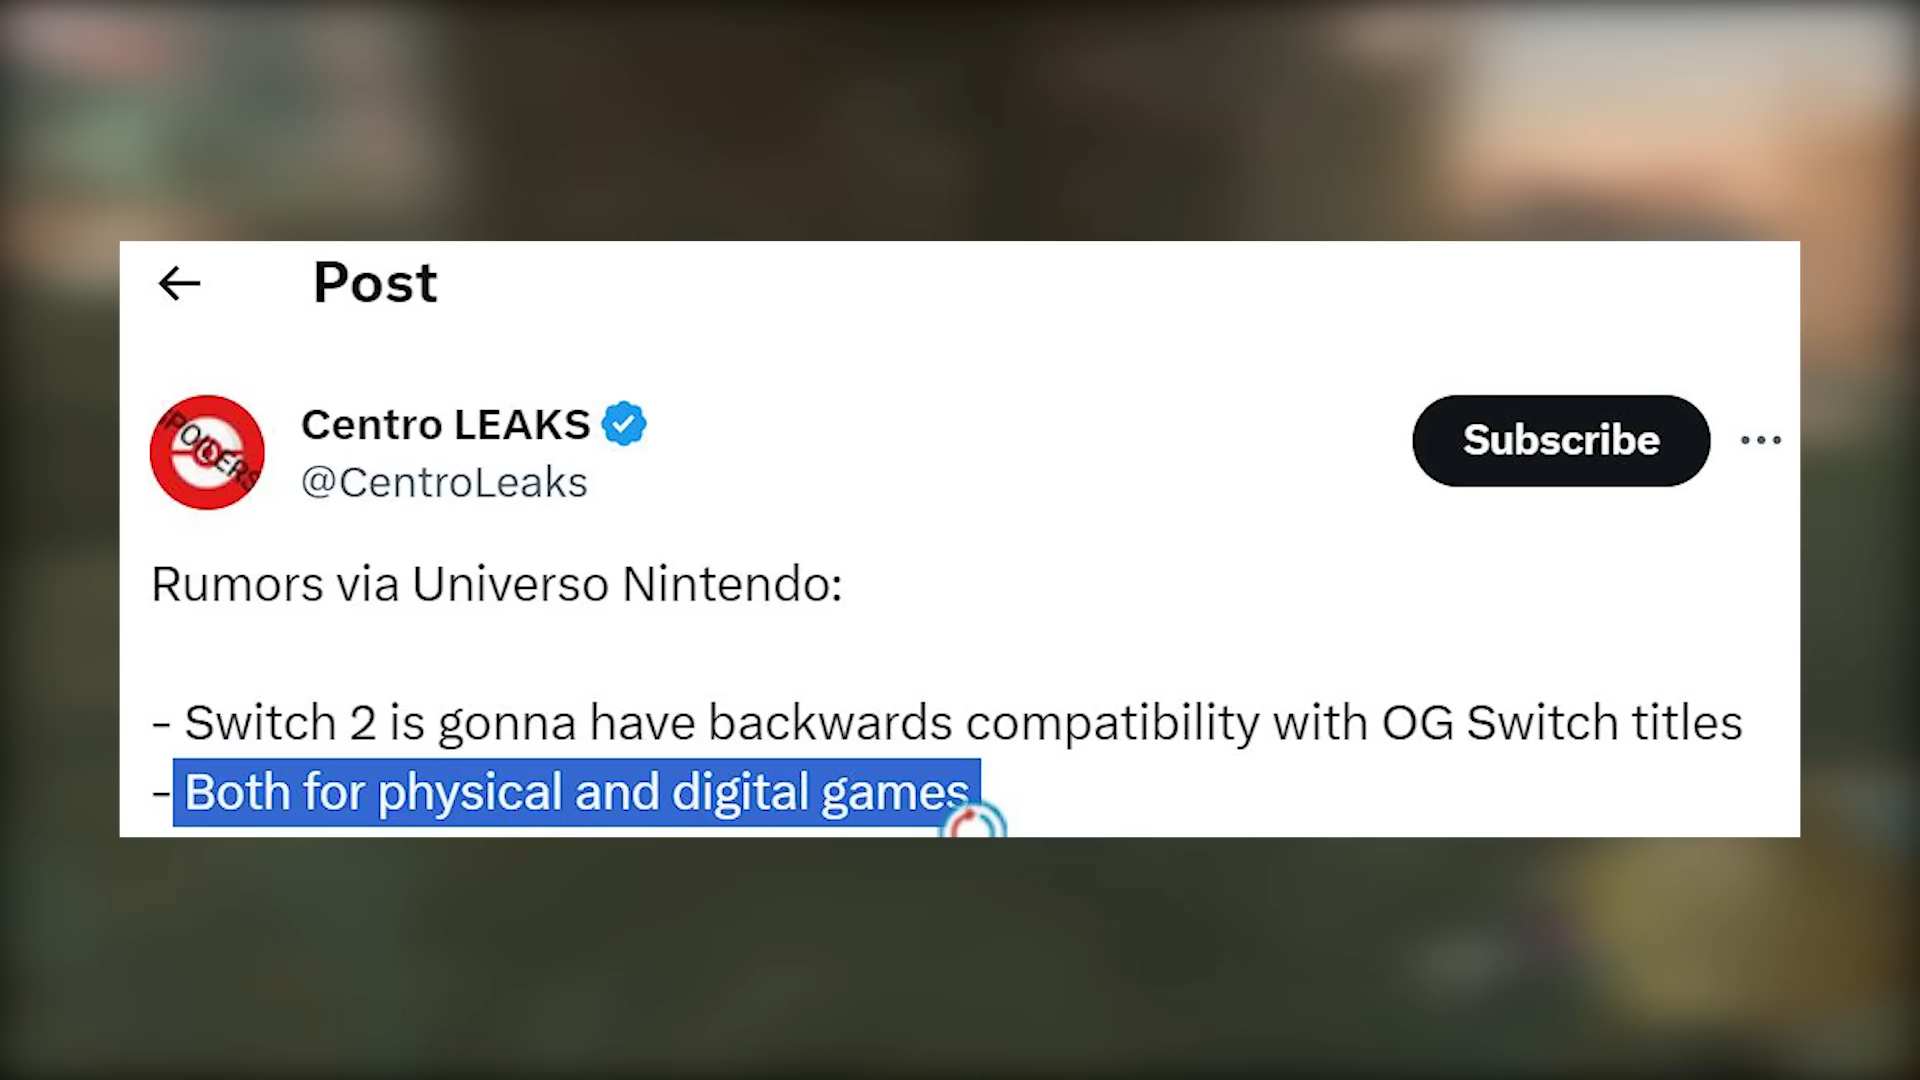 Post
SPOILERS
Centro LEAKS
@CentroLeaks
Subscribe
Rumors via Universo Nintendo:
- Switch 2 is gonna have backwards compatibility with OG Switch titles
- Both for physical and digital games